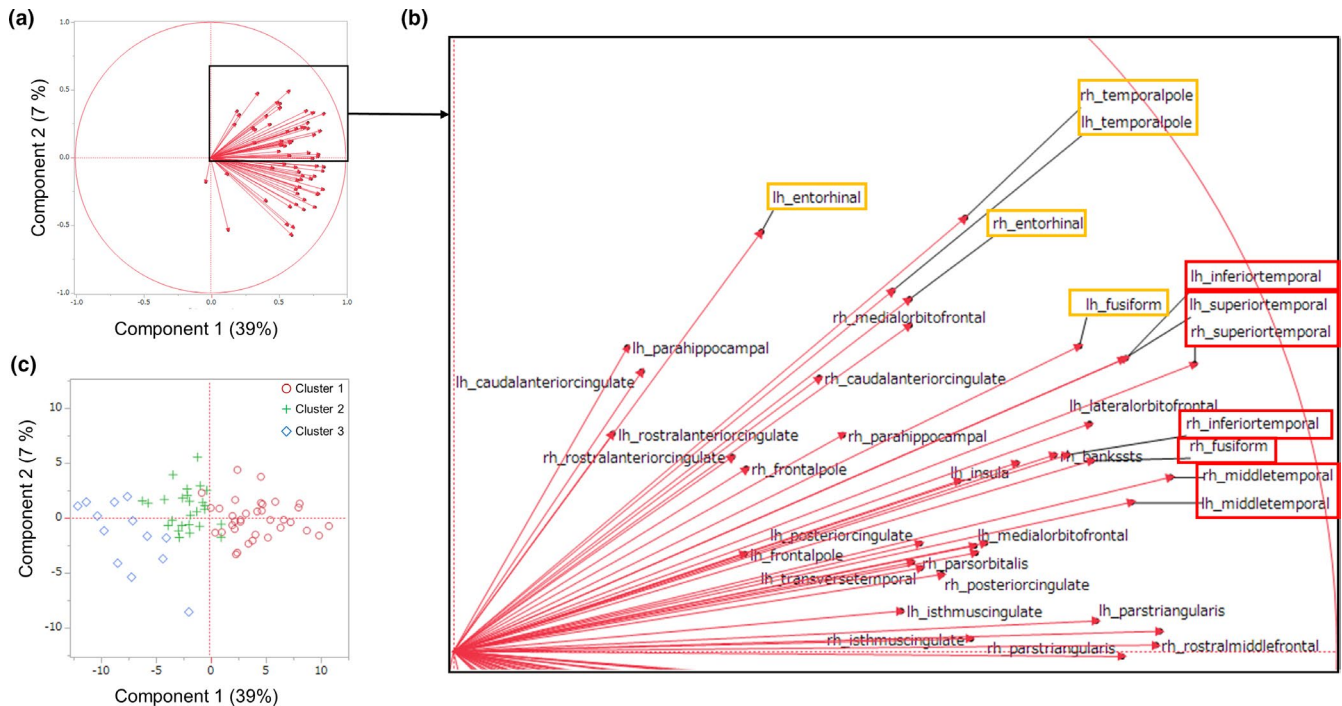 (a)
1.0
0.5
0.0
-0.5
-1.0
-1.0
-0.5
0.0
0.5
1.0
Component 2 (7 %)
Component 1 (39%)
(b)
rh_temporalpole
lh_temporalpole
lh_entorhinal
rh_entorhinal
lh_inferiortemporal
lh_fusiform
lh_superiortemporal
rh_medialorbitofrontal
rh_superiortemporal
lh_parahippocampal
lh_caudalanteriorcingulate
rh_caudalanteriorcingulate
lh_lateralorbitofrontal
rh_inferiortemporal
lh_rostralanteriorcingulate
rh_parahippocampal
rh_fusiform
rh_rostralanteriorcingulate
rh_bankssts
rh_frontalpole
lh_insula
rh_middletemporal
lh_middletemporal
lh_posteriorcingulate
lh_medialorbitofrontal
lh_frontalpole
rh_parsorbitalis
lh_transversetemporal
rh_posteriorcingulate
lh_isthmuscingulate
lh_parstriangularis
rh_isthmuscingulate
rh_rostralmiddlefrontal
rh_parstriangularis
(c)
Cluster 1
Cluster 2
Cluster 3
10
5
0
-5
-10
-10
-5
0
5
10
Component 2 (7 %)
Component 1 (39%)